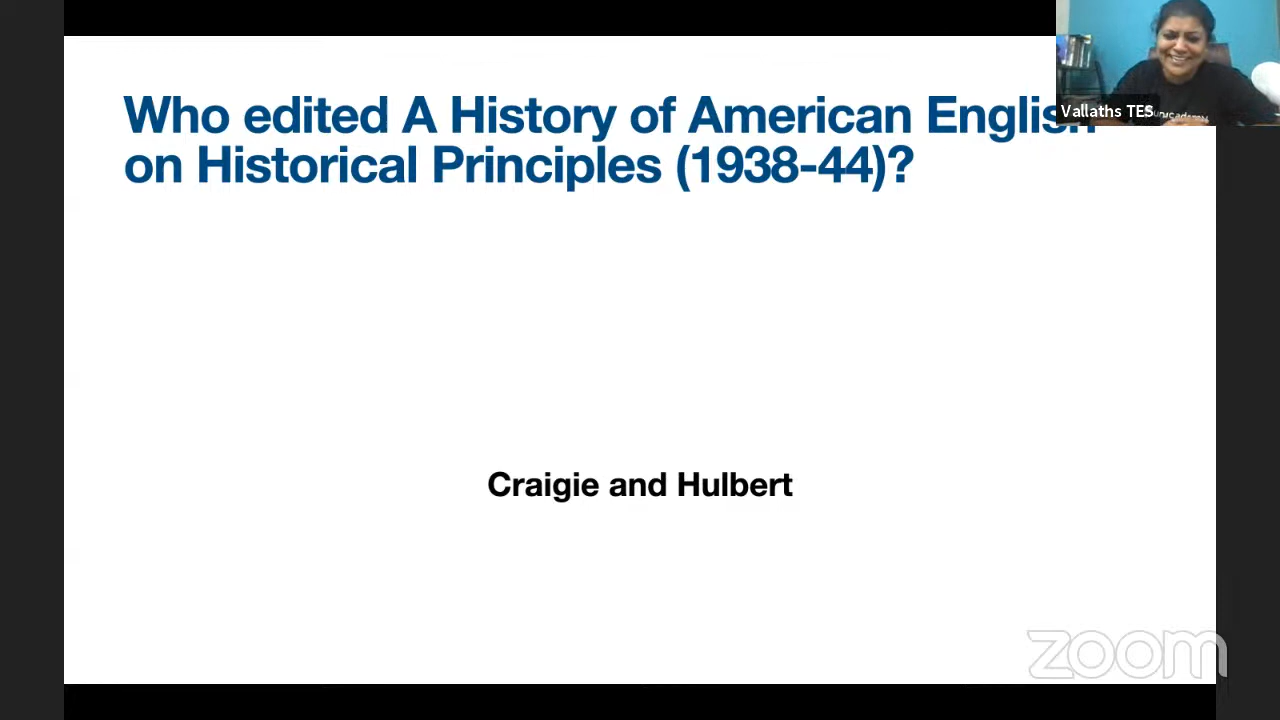 Who edited A History of American English
on Historical Principles (1938-44)?
Vallaths TES
Craigie and Hulbert
zoom